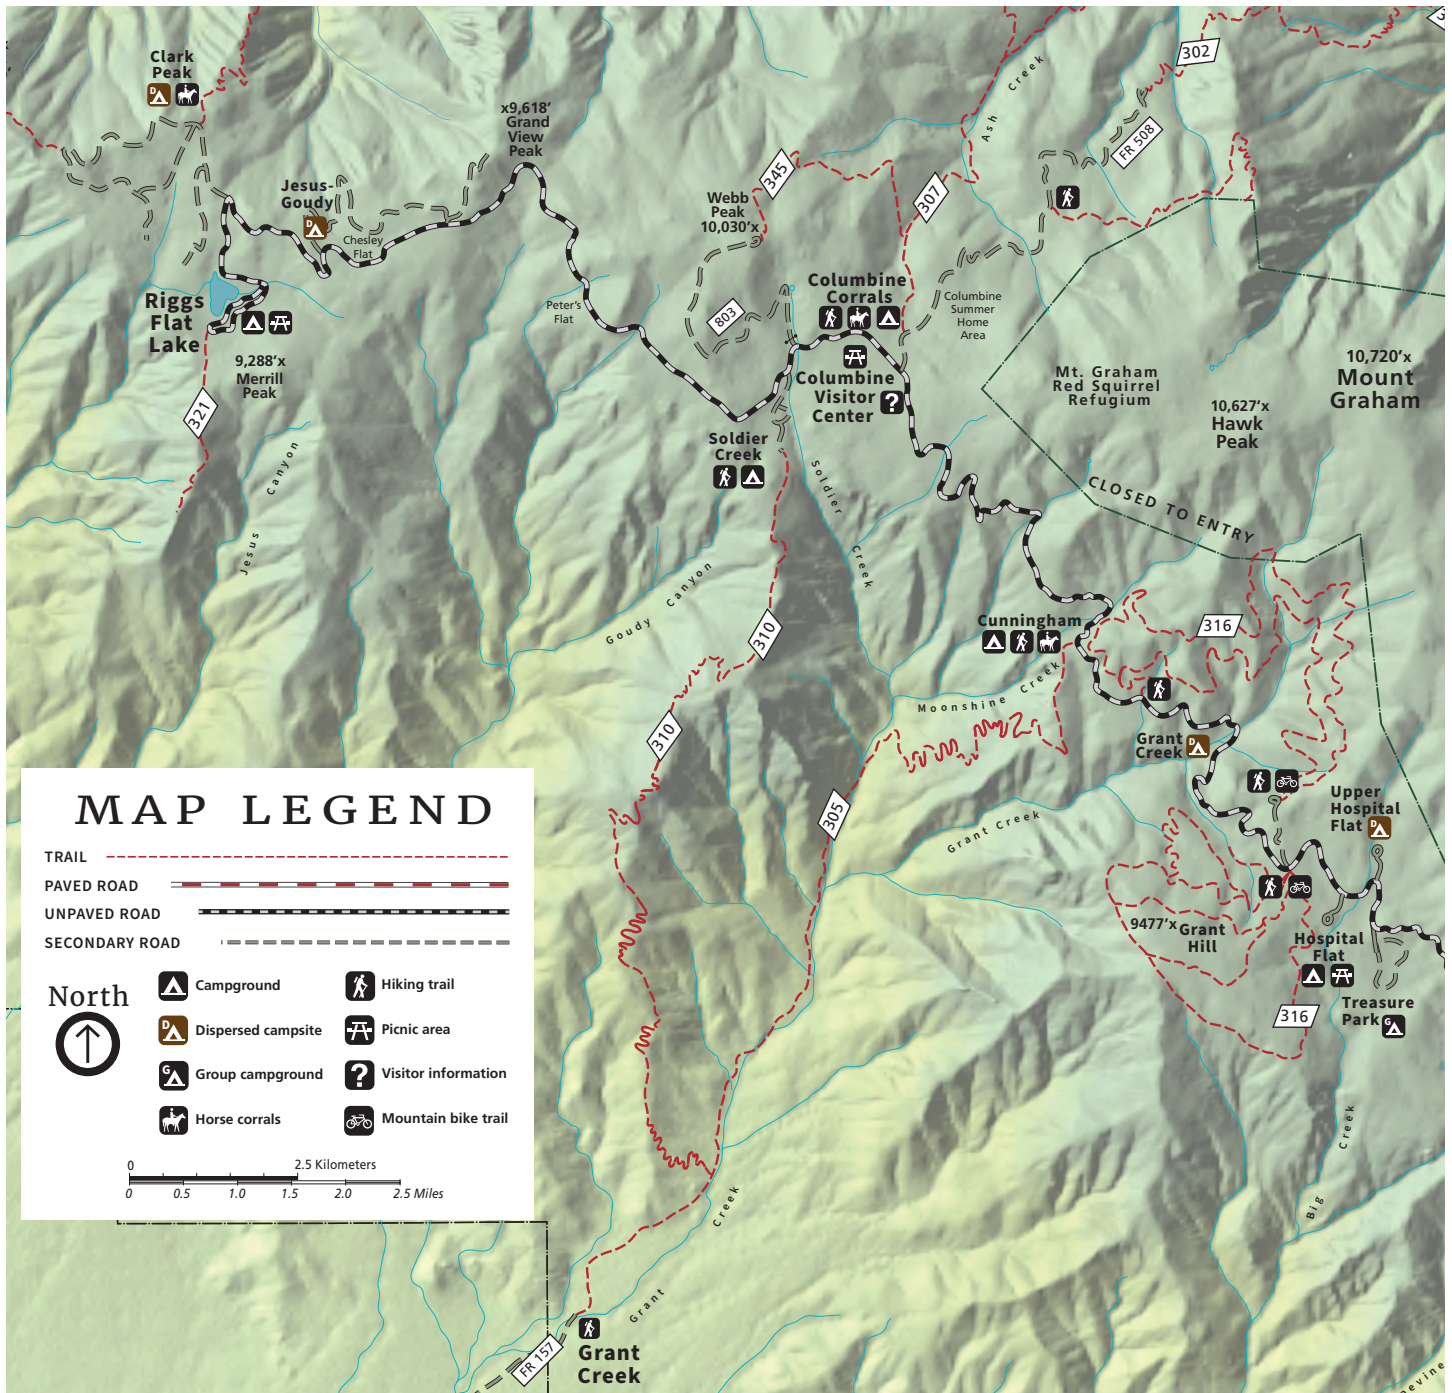 Clark
Peak
D
x9,618'
Grand
View
Peak
302
Ash Creek
FR 508
Jesus-
Goudy
D
Chesley
Flat
345
307
Webb
Peak
10,030'x
Riggs
Flat
Lake
Peter's
Flat
803
Columbine
Corrals
Columbine
Summer
Home
Area
9,288'x
Merrill
Peak
321
Columbine
Visitor
Center
?
Mt. Graham
Red Squirrel
Refugium
10,720'x
Mount
Graham
10,627'x
Hawk
Peak
Soldier
Creek
Soldier Creek
Jesus Canyon
CLOSED TO ENTRY
Goudy Canyon
310
Cunningham
316
Moonshine Creek
310
Grant
Creek
D
Upper
Hospital
Flat
D
305
Grant Creek
9477'x Grant
Hill
Hospital
Flat
316
Treasure
Park
G
Big Creek
Grant Creek
FR 157
Grant
Creek
MAP LEGEND
TRAIL
PAVED ROAD
UNPAVED ROAD
SECONDARY ROAD
North
Campground
D
Dispersed campsite
G
Group campground
Horse corrals
Hiking trail
Picnic area
?
Visitor information
Mountain bike trail
0 2.5 Kilometers
0 0.5 1.0 1.5 2.0 2.5 Miles